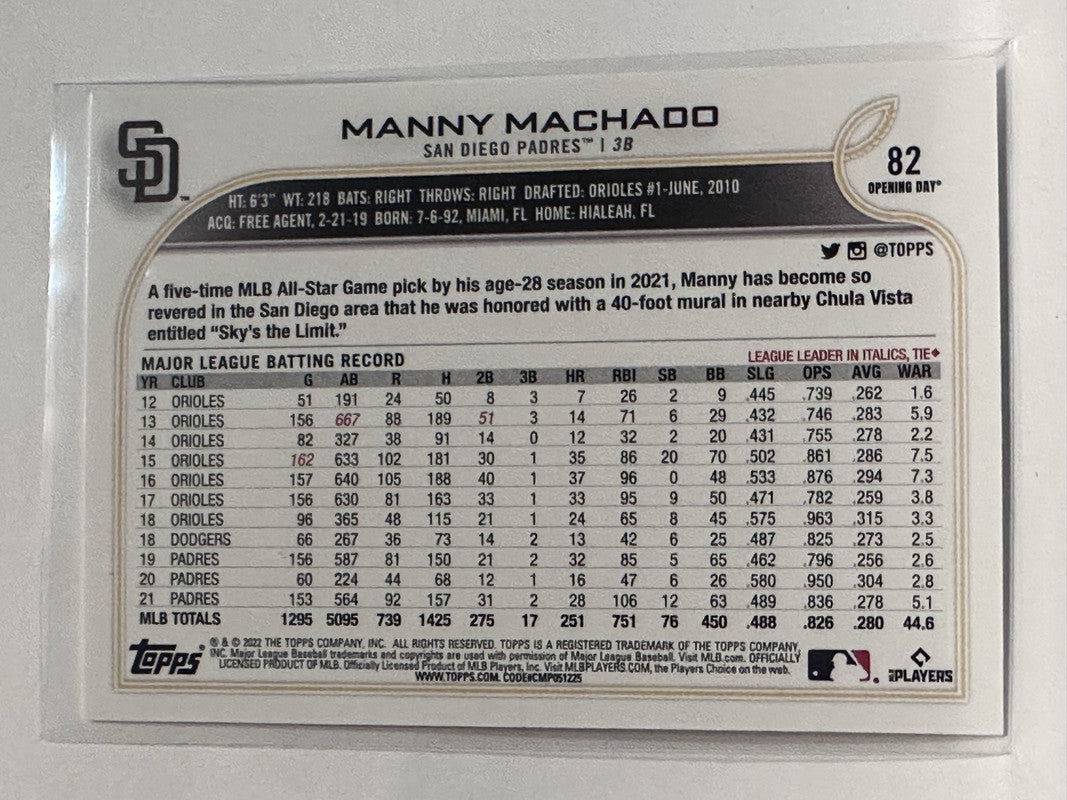 SD™
MANNY MACHADO
SAN DIEGO PADRES™ | 3B
82
OPENING DAY®
HT: 6'3" WT: 218 BATS: RIGHT THROWS: RIGHT DRAFTED: ORIOLES #1-JUNE, 2010
ACQ: FREE AGENT, 2-21-19 BORN: 7-6-92, MIAMI, FL HOME: HIALEAH, FL
@TOPPS
A five-time MLB All-Star Game pick by his age-28 season in 2021, Manny has become so
revered in the San Diego area that he was honored with a 40-foot mural in nearby Chula Vista
entitled “Sky's the Limit.”
MAJOR LEAGUE BATTING RECORD LEAGUE LEADER IN ITALICS, TIE◆
YR CLUB G AB R H 2B 3B HR RBI SB BB SLG OPS AVG WAR
12 ORIOLES 51 191 24 50 8 3 7 26 2 9 .445 .739 .262 1.6
13 ORIOLES 156 667 88 189 51 3 14 71 6 29 .432 .746 .283 5.9
14 ORIOLES 82 327 38 91 14 0 12 32 2 20 .431 .755 .278 2.2
15 ORIOLES 162 633 102 181 30 1 35 86 20 70 .502 .861 .286 7.5
16 ORIOLES 157 640 105 188 40 1 37 96 0 48 .533 .876 .294 7.3
17 ORIOLES 156 630 81 163 33 1 33 95 9 50 .471 .782 .259 3.8
18 ORIOLES 96 365 48 115 21 1 24 65 8 45 .575 .963 .315 3.3
18 DODGERS 66 267 36 73 14 2 13 42 6 25 .487 .825 .273 2.5
19 PADRES 156 587 81 150 21 2 32 85 5 65 .462 .796 .256 2.6
20 PADRES 60 224 44 68 12 1 16 47 6 26 .580 .950 .304 2.8
21 PADRES 153 564 92 157 31 2 28 106 12 63 .489 .836 .278 5.1
MLB TOTALS 1295 5095 739 1425 275 17 251 751 76 450 .488 .826 .280 44.6
Topps
® & © 2022 THE TOPPS COMPANY, INC. ALL RIGHTS RESERVED. TOPPS IS A REGISTERED TRADEMARK OF THE TOPPS COMPANY,
INC. Major League Baseball trademarks and copyrights are used with permission of Major League Baseball. Visit MLB.com. OFFICIALLY
LICENSED PRODUCT OF MLB. Officially Licensed Product of MLB Players, Inc. Visit MLBPLAYERS.COM, the Players Choice on the web.
WWW.TOPPS.COM. CODE#CMP051225
MLB PLAYERS